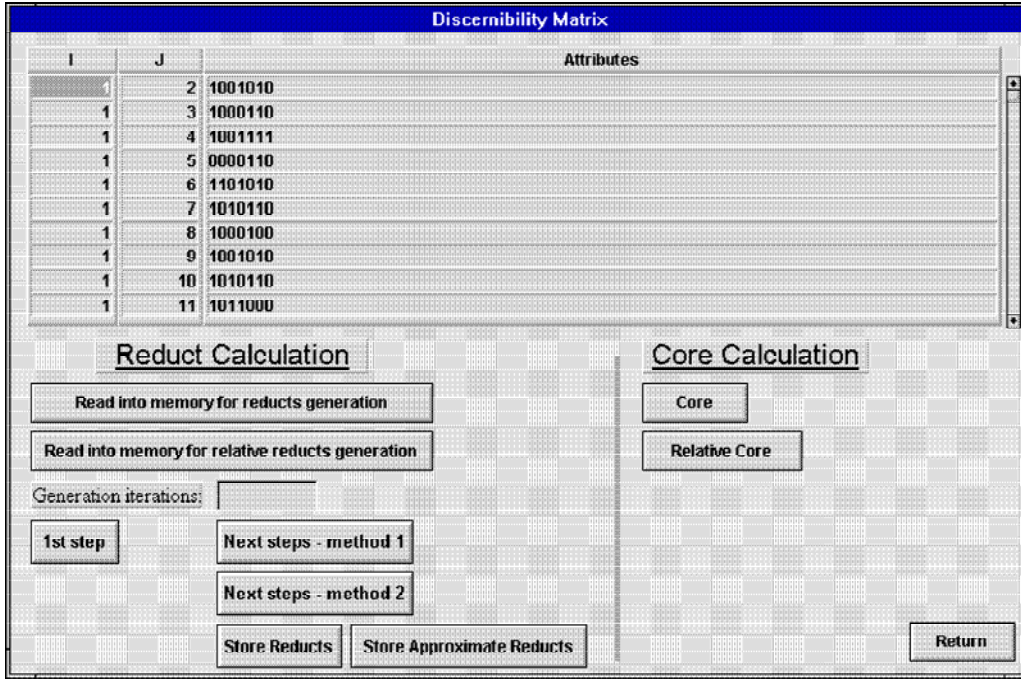 Discernibility Matrix
I J Attributes
1 2 1001010
1 3 1000110
1 4 1001111
1 5 0000110
1 6 1101010
1 7 1010110
1 8 1000100
1 9 1001010
1 10 1010110
1 11 1011000
Reduct Calculation
Core Calculation
Read into memory for reducts generation
Core
Read into memory for relative reducts generation
Relative Core
Generation iterations:
1st step
Next steps - method 1
Next steps - method 2
Store Reducts
Store Approximate Reducts
Return